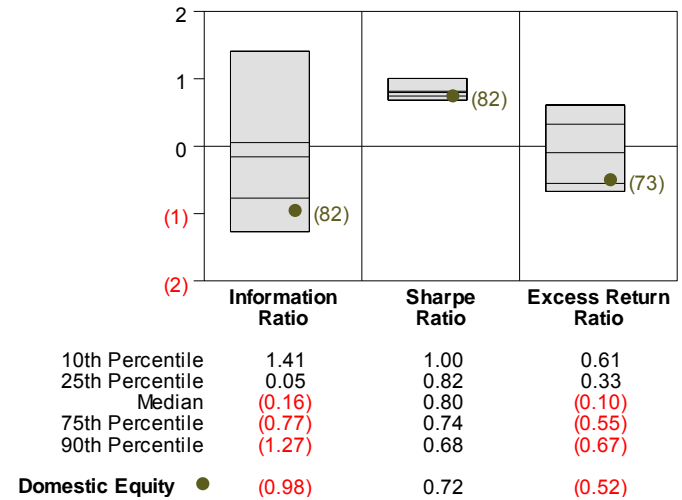 2
1
(82)
0
(73)
(1)
(82)
(2)
Information Ratio Sharpe Ratio Excess Return Ratio
10th Percentile 1.41 1.00 0.61
25th Percentile 0.05 0.82 0.33
Median (0.16) 0.80 (0.10)
75th Percentile (0.77) 0.74 (0.55)
90th Percentile (1.27) 0.68 (0.67)
Domestic Equity (0.98) 0.72 (0.52)